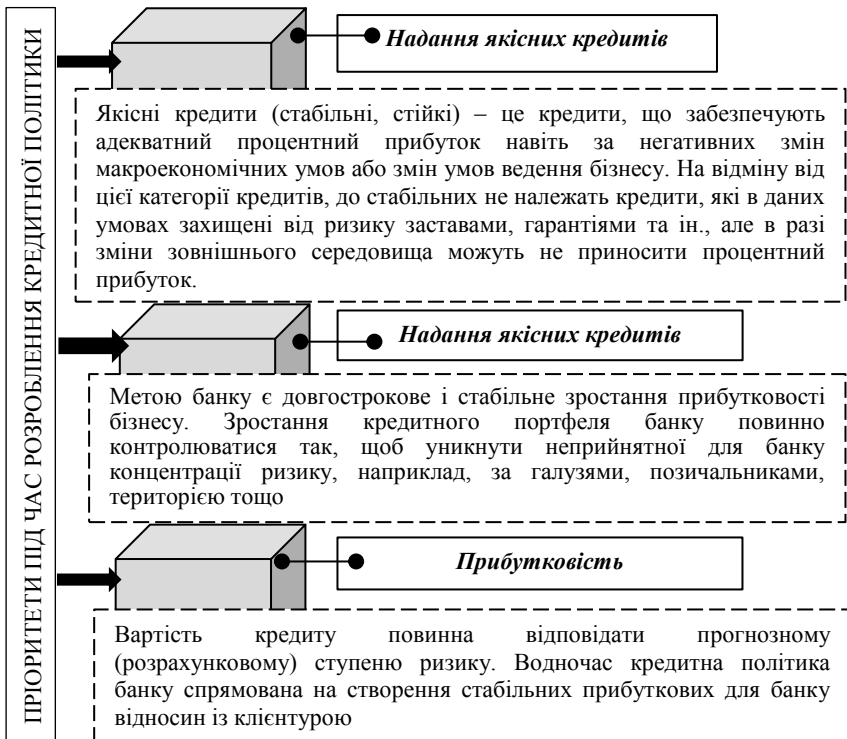 ПРІОРИТЕТИ ПІД ЧАС РОЗРОБЛЕННЯ КРЕДИТНОЇ ПОЛІТИКИ
Надання якісних кредитів
Якісні кредити (стабільні, стійкі) – це кредити, що забезпечують
адекватний процентний прибуток навіть за негативних змін
макроекономічних умов або змін умов ведення бізнесу. На відміну від
цієї категорії кредитів, до стабільних не належать кредити, які в даних
умовах захищені від ризику заставами, гарантіями та ін., але в разі
зміни зовнішнього середовища можуть не приносити процентний
прибуток.
Надання якісних кредитів
Метою банку є довгострокове і стабільне зростання прибутковості
бізнесу. Зростання кредитного портфеля банку повинно
контролюватися так, щоб уникнути неприйнятної для банку
концентрації ризику, наприклад, за галузями, позичальниками,
територією тощо
Прибутковість
Вартість кредиту повинна відповідати прогнозному
(розрахунковому) ступеню ризику. Водночас кредитна політика
банку спрямована на створення стабільних прибуткових для банку
відносин із клієнтурою